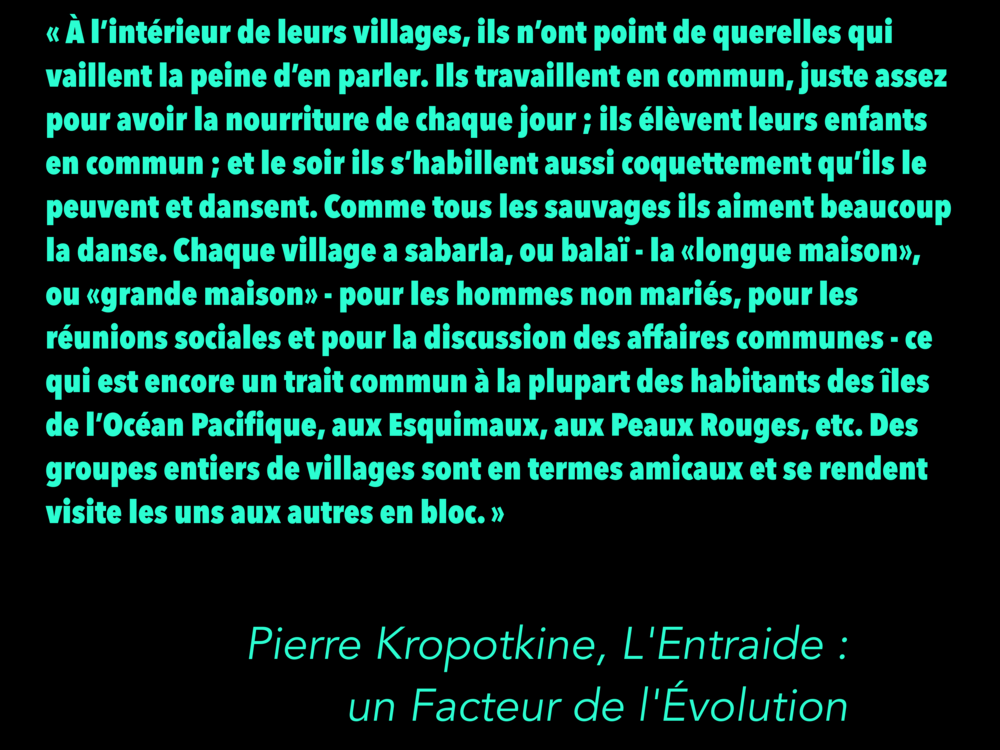 « À l’intérieur de leurs villages, ils n’ont point de querelles qui
vaillent la peine d’en parler. Ils travaillent en commun, juste assez
pour avoir la nourriture de chaque jour ; ils élèvent leurs enfants
en commun ; et le soir ils s’habillent aussi coquettement qu’ils le
peuvent et dansent. Comme tous les sauvages ils aiment beaucoup
la danse. Chaque village a sabarla, ou balaï - la «longue maison»,
ou «grande maison» - pour les hommes non mariés, pour les
réunions sociales et pour la discussion des affaires communes - ce
qui est encore un trait commun à la plupart des habitants des îles
de l’Océan Pacifique, aux Esquimaux, aux Peaux Rouges, etc. Des
groupes entiers de villages sont en termes amicaux et se rendent
visite les uns aux autres en bloc. »
Pierre Kropotkine, L'Entraide :
un Facteur de l'Évolution